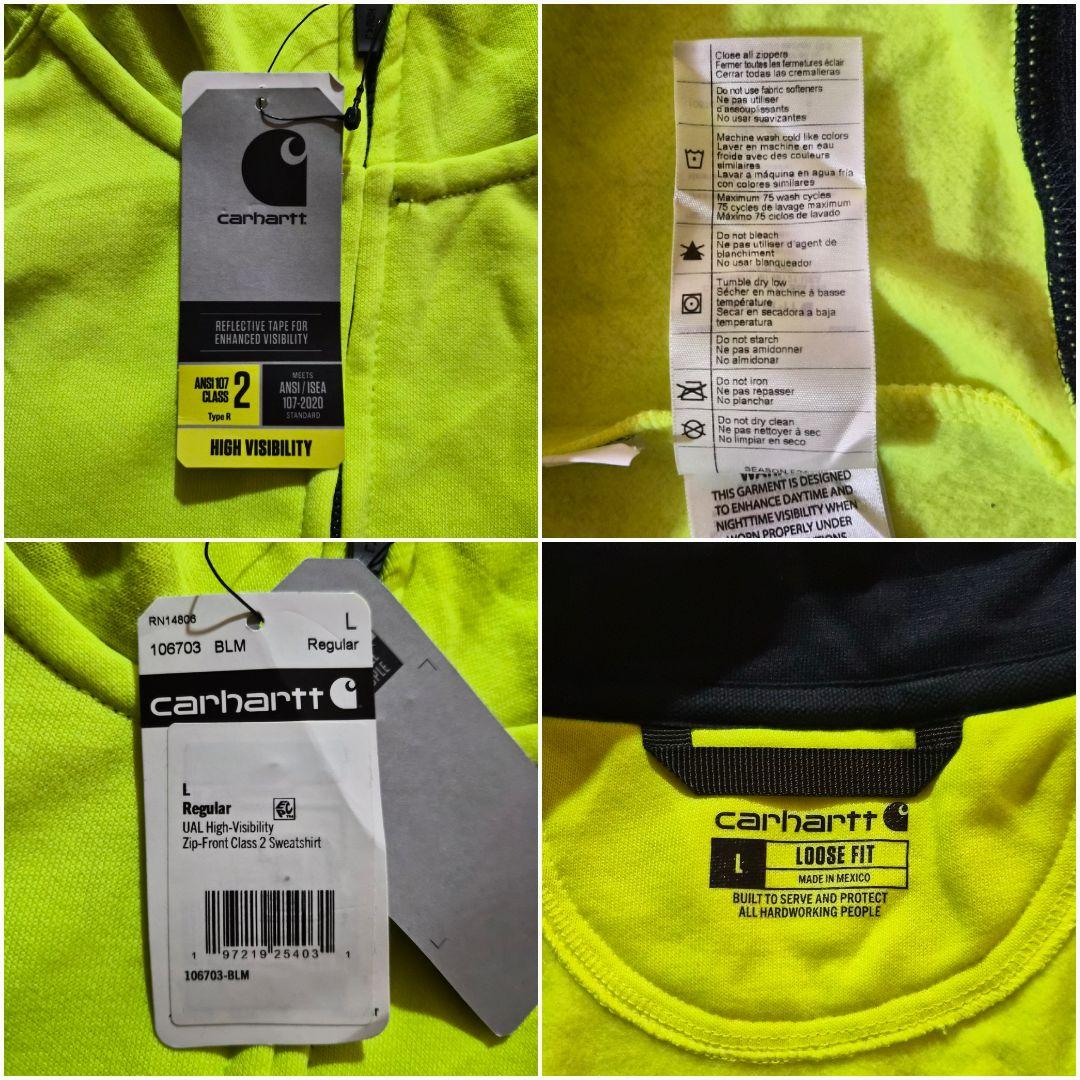 carhartt
REFLECTIVE TAPE FOR
ENHANCED VISIBILITY
ANSI 107
CLASS 2
Type R
MEETS
ANSI / ISEA
107-2020
STANDARD
HIGH VISIBILITY
Close all zippers
Fermer toutes les fermetures éclair
Cerrar todas las cremalleras
Do not use fabric softeners
Ne pas utiliser
d'assouplissants
No usar suavizantes
Machine wash cold like colors
Laver en machine en eau
froide avec des couleurs
similaires
Lavar a máquina en agua fría
con colores similares
Maximum 75 wash cycles
75 cycles de lavage maximum
Máximo 75 ciclos de lavado
Do not bleach
Ne pas utiliser d'agent de
blanchiment
No usar blanqueador
Tumble dry low
Sécher en machine à basse
température
Secar en secadora a baja
temperatura
Do not starch
Ne pas amidonner
No almidonar
Do not iron
Ne pas repasser
No planchar
Do not dry clean
Ne pas nettoyer à sec
No limpiar en seco
THIS GARMENT IS DESIGNED
TO ENHANCE DAYTIME AND
NIGHTTIME VISIBILITY WHEN
WORN PROPERLY UNDER
RN14806
L
106703 BLM Regular
carhartt
L
Regular
UAL High-Visibility
Zip-Front Class 2 Sweatshirt
1 97219 25403 1
106703-BLM
carhartt
L LOOSE FIT
MADE IN MEXICO
BUILT TO SERVE AND PROTECT
ALL HARDWORKING PEOPLE